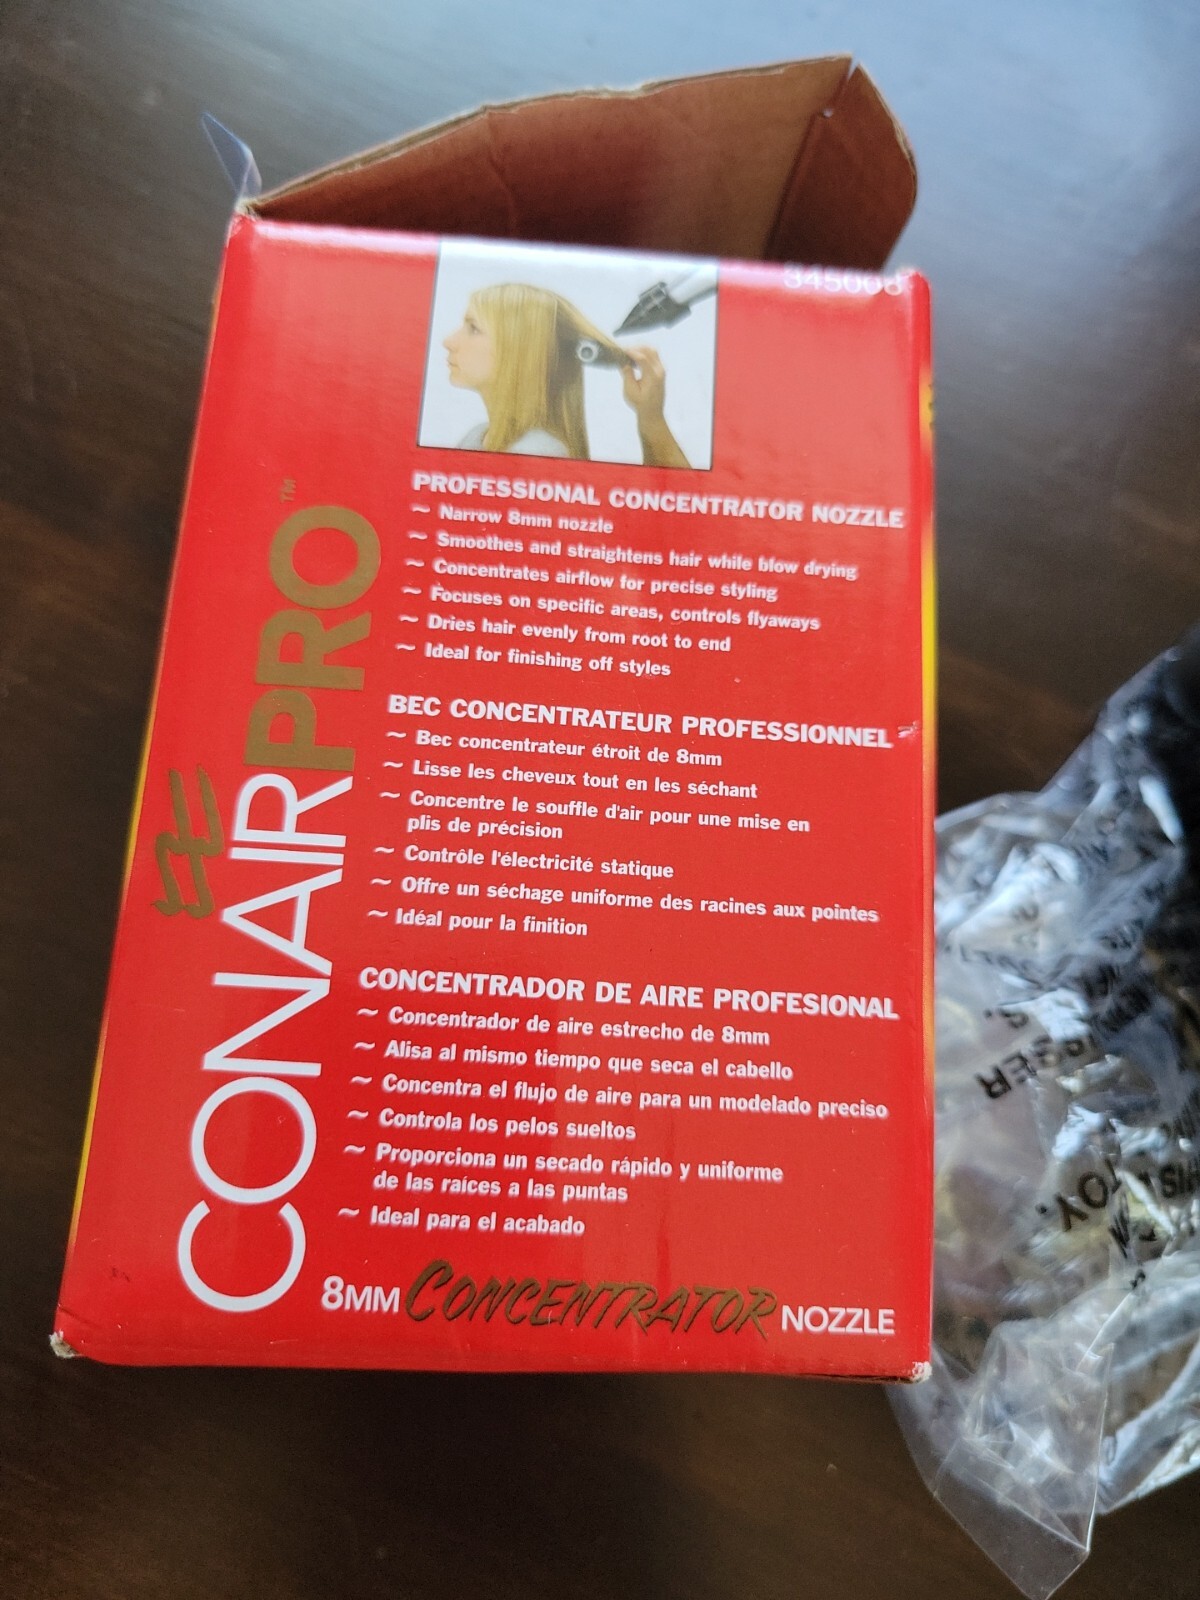 345008
PROFESSIONAL CONCENTRATOR NOZZLE
~ Narrow 8mm nozzle
~ Smoothes and straightens hair while blow drying
~ Concentrates airflow for precise styling
~ Focuses on specific areas, controls flyaways
~ Dries hair evenly from root to end
~ Ideal for finishing off styles
BEC CONCENTRATEUR PROFESSIONNEL
~ Bec concentrateur étroit de 8mm
~ Lisse les cheveux tout en les séchant
~ Concentre le souffle d'air pour une mise en
plis de précision
~ Contrôle l'électricité statique
~ Offre un séchage uniforme des racines aux pointes
~ Idéal pour la finition
CONCENTRADOR DE AIRE PROFESIONAL
~ Concentrador de aire estrecho de 8mm
~ Alisa al mismo tiempo que seca el cabello
~ Concentra el flujo de aire para un modelado preciso
~ Controla los pelos sueltos
~ Proporciona un secado rápido y uniforme
de las raíces a las puntas
~ Ideal para el acabado
CONAIRPRO™
8MM CONCENTRATOR NOZZLE
TOY.